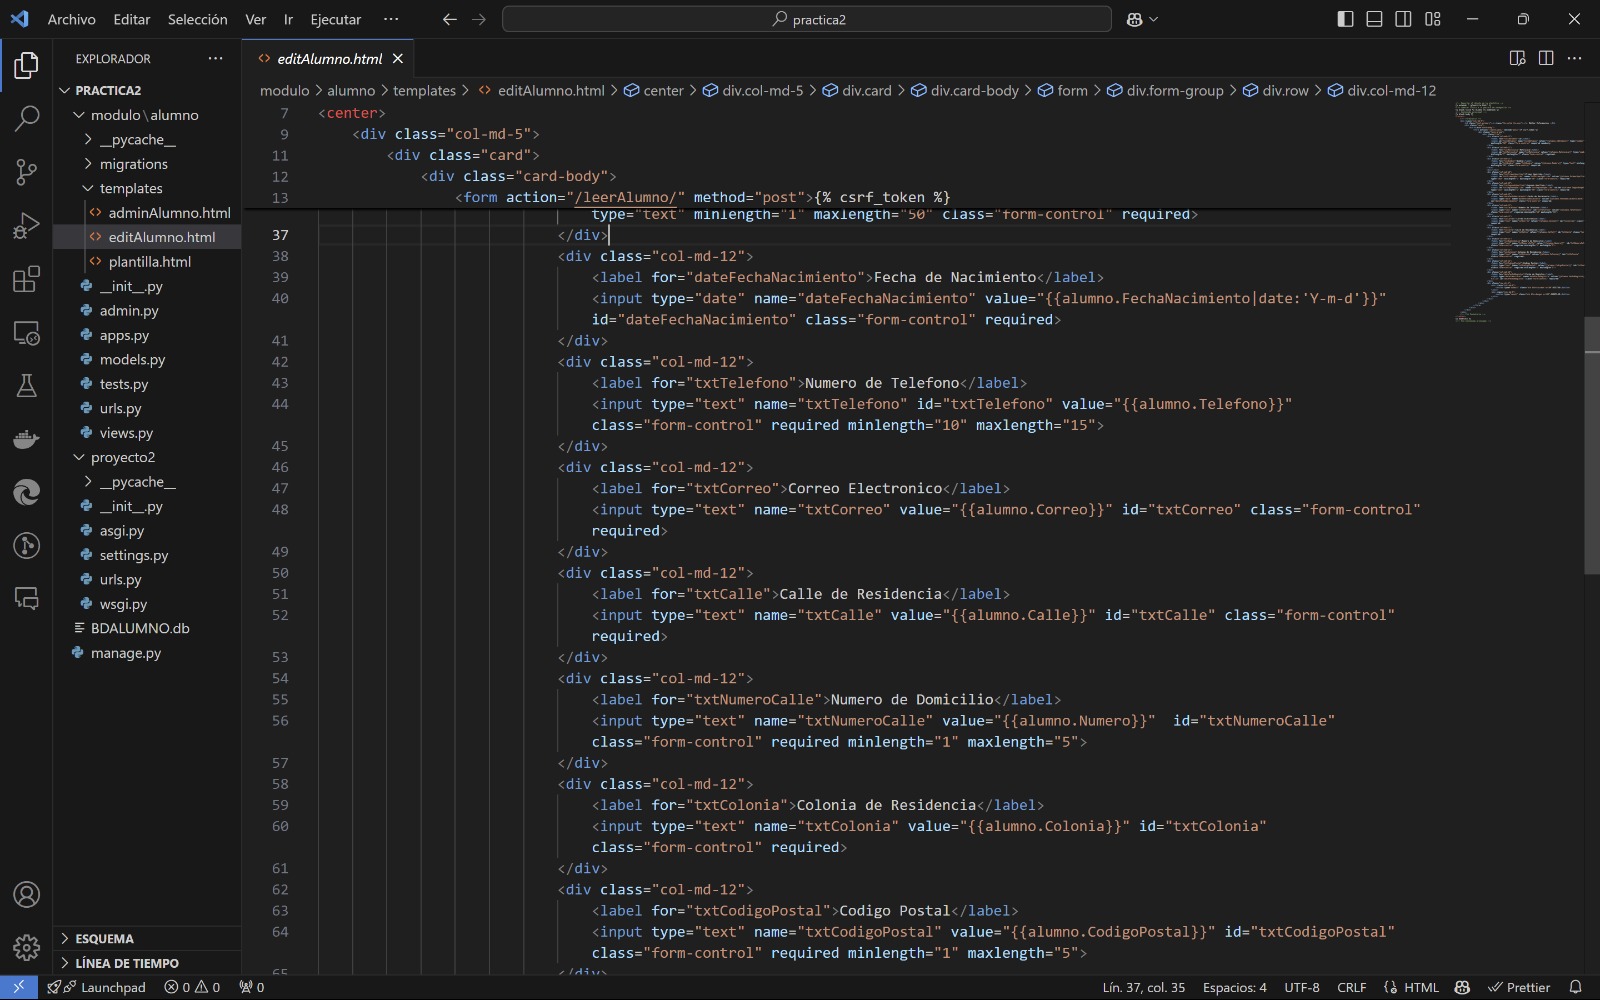 Archivo Editar Selección Ver Ir Ejecutar ··· practica2
EXPLORADOR ···
PRACTICA2
modulo\alumno
__pycache__
migrations
templates
adminAlumno.html
editAlumno.html
plantilla.html
__init__.py
admin.py
apps.py
models.py
tests.py
urls.py
views.py
proyecto2
__pycache__
__init__.py
asgi.py
settings.py
urls.py
wsgi.py
BDALUMNO.db
manage.py
ESQUEMA
LÍNEA DE TIEMPO
editAlumno.html
modulo > alumno > templates > editAlumno.html > center > div.col-md-5 > div.card > div.card-body > form > div.form-group > div.row > div.col-md-12
7 <center>
9 <div class="col-md-5">
11 <div class="card">
12 <div class="card-body">
13 <form action="/leerAlumno/" method="post">{% csrf_token %}
type="text" minlength="1" maxlength="50" class="form-control" required>
37 </div>
38 <div class="col-md-12">
39 <label for="dateFechaNacimiento">Fecha de Nacimiento</label>
40 <input type="date" name="dateFechaNacimiento" value="{{alumno.FechaNacimiento|date:'Y-m-d'}}"
id="dateFechaNacimiento" class="form-control" required>
41 </div>
42 <div class="col-md-12">
43 <label for="txtTelefono">Numero de Telefono</label>
44 <input type="text" name="txtTelefono" id="txtTelefono" value="{{alumno.Telefono}}"
class="form-control" required minlength="10" maxlength="15">
45 </div>
46 <div class="col-md-12">
47 <label for="txtCorreo">Correo Electronico</label>
48 <input type="text" name="txtCorreo" value="{{alumno.Correo}}" id="txtCorreo" class="form-control"
required>
49 </div>
50 <div class="col-md-12">
51 <label for="txtCalle">Calle de Residencia</label>
52 <input type="text" name="txtCalle" value="{{alumno.Calle}}" id="txtCalle" class="form-control"
required>
53 </div>
54 <div class="col-md-12">
55 <label for="txtNumeroCalle">Numero de Domicilio</label>
56 <input type="text" name="txtNumeroCalle" value="{{alumno.Numero}}"  id="txtNumeroCalle"
class="form-control" required minlength="1" maxlength="5">
57 </div>
58 <div class="col-md-12">
59 <label for="txtColonia">Colonia de Residencia</label>
60 <input type="text" name="txtColonia" value="{{alumno.Colonia}}" id="txtColonia"
class="form-control" required>
61 </div>
62 <div class="col-md-12">
63 <label for="txtCodigoPostal">Codigo Postal</label>
64 <input type="text" name="txtCodigoPostal" value="{{alumno.CodigoPostal}}" id="txtCodigoPostal"
class="form-control" required minlength="1" maxlength="5">
65 </div>
Launchpad 0 0 0 Lín. 37, col. 35 Espacios: 4 UTF-8 CRLF HTML Prettier